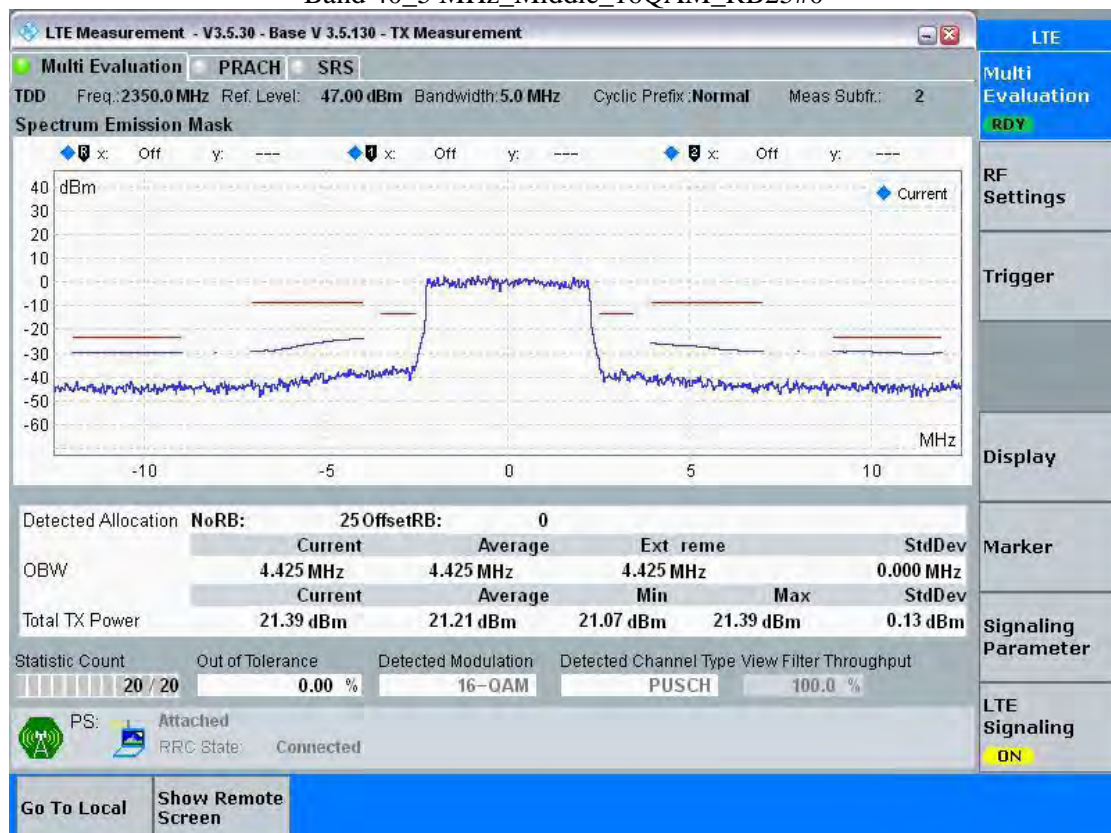 Band 40_5 MHz_Middle_16QAM_RB25#0
LTE Measurement - V3.5.30 - Base V 3.5.130 - TX Measurement
LTE
Multi Evaluation PRACH SRS
Multi Evaluation
RDY
TDD Freq.:2350.0 MHz Ref. Level: 47.00 dBm Bandwidth:5.0 MHz Cyclic Prefix :Normal Meas Subfr.: 2
Spectrum Emission Mask
R x: Off y: --- 1 x: Off y: --- 2 x: Off y: ---
dBm
Current
40
30
20
10
0
-10
-20
-30
-40
-50
-60
MHz
-10 -5 0 5 10
RF Settings
Trigger
Display
Marker
Signaling Parameter
LTE Signaling
ON
Detected Allocation NoRB: 25 OffsetRB: 0
Current Average Ext reme StdDev
OBW 4.425 MHz 4.425 MHz 4.425 MHz 0.000 MHz
Current Average Min Max StdDev
Total TX Power 21.39 dBm 21.21 dBm 21.07 dBm 21.39 dBm 0.13 dBm
Statistic Count Out of Tolerance Detected Modulation Detected Channel Type View Filter Throughput
20 / 20 0.00 % 16-QAM PUSCH 100.0 %
PS: Attached
RRC State: Connected
Go To Local Show Remote Screen